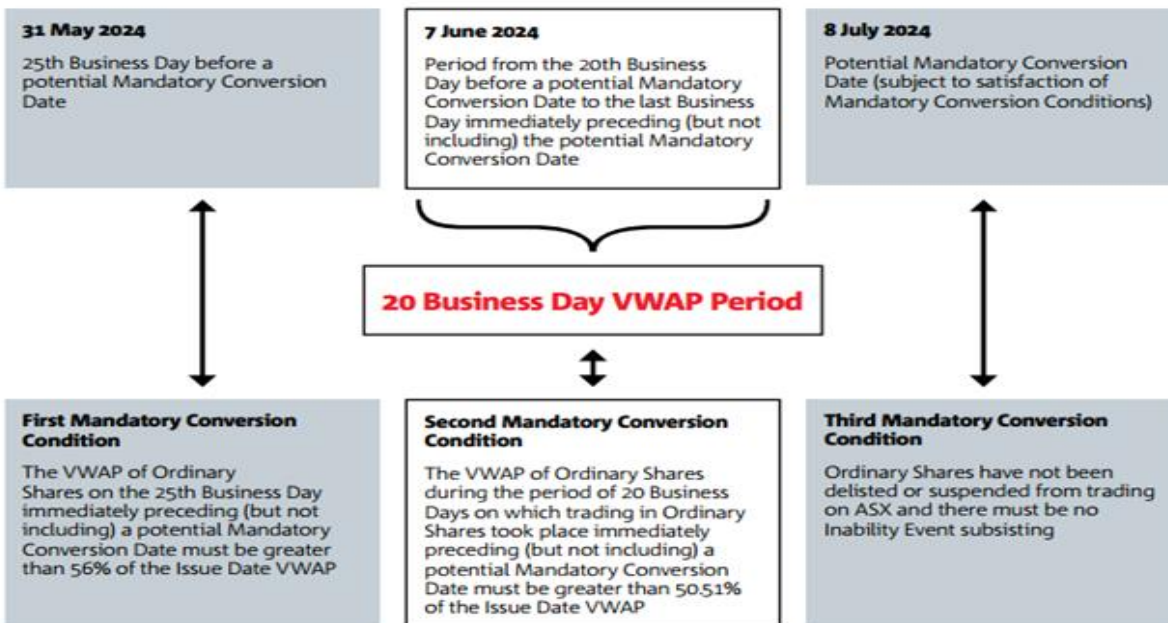 31 May 2024
25th Business Day before a
potential Mandatory Conversion
Date
7 June 2024
Period from the 20th Business
Day before a potential Mandatory
Conversion Date to the last Business
Day immediately preceding (but not
including) the potential Mandatory
Conversion Date
8 July 2024
Potential Mandatory Conversion
Date (subject to satisfaction of
Mandatory Conversion Conditions)
20 Business Day VWAP Period
First Mandatory Conversion
Condition
The VWAP of Ordinary
Shares on the 25th Business Day
immediately preceding (but not
including) a potential Mandatory
Conversion Date must be greater
than 56% of the Issue Date VWAP
Second Mandatory Conversion
Condition
The VWAP of Ordinary Shares
during the period of 20 Business
Days on which trading in Ordinary
Shares took place immediately
preceding (but not including) a
potential Mandatory Conversion
Date must be greater than 50.51%
of the Issue Date VWAP
Third Mandatory Conversion
Condition
Ordinary Shares have not been
delisted or suspended from trading
on ASX and there must be no
Inability Event subsisting